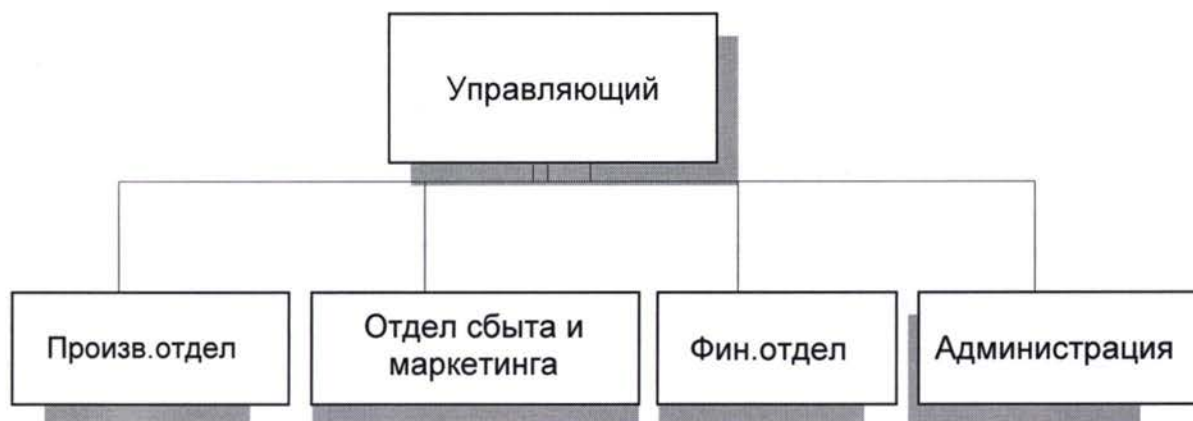 Управляющий
Произв.отдел
Отдел сбыта и
маркетинга
Фин.отдел
Администрация